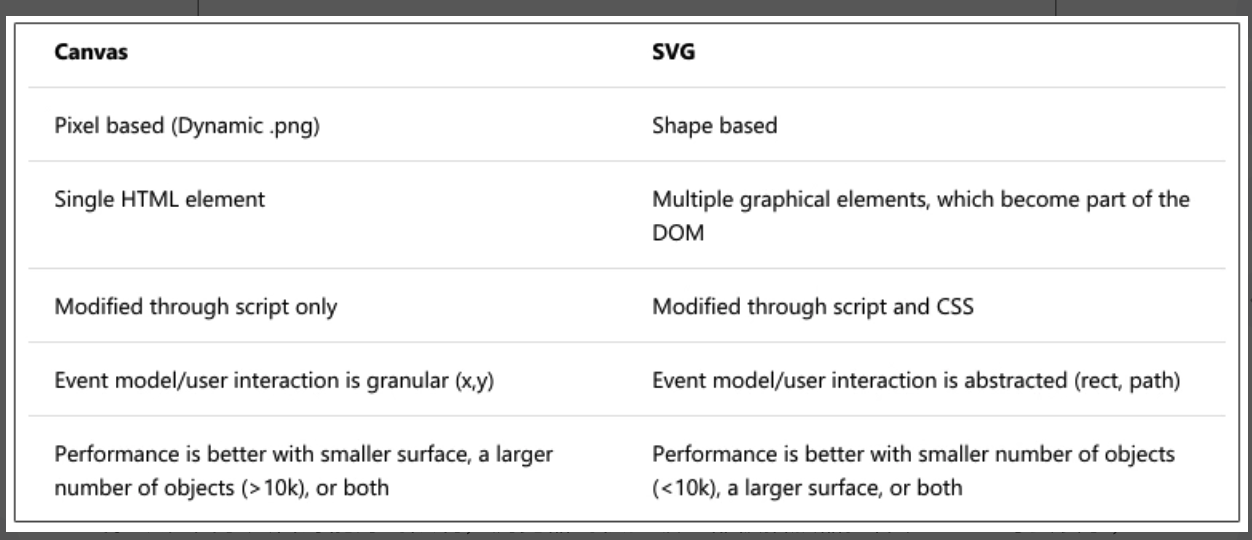 Canvas SVG
Pixel based (Dynamic .png) Shape based
Single HTML element Multiple graphical elements, which become part of the
DOM
Modified through script only Modified through script and CSS
Event model/user interaction is granular (x,y) Event model/user interaction is abstracted (rect, path)
Performance is better with smaller surface, a larger Performance is better with smaller number of objects
number of objects (>10k), or both (<10k), a larger surface, or both